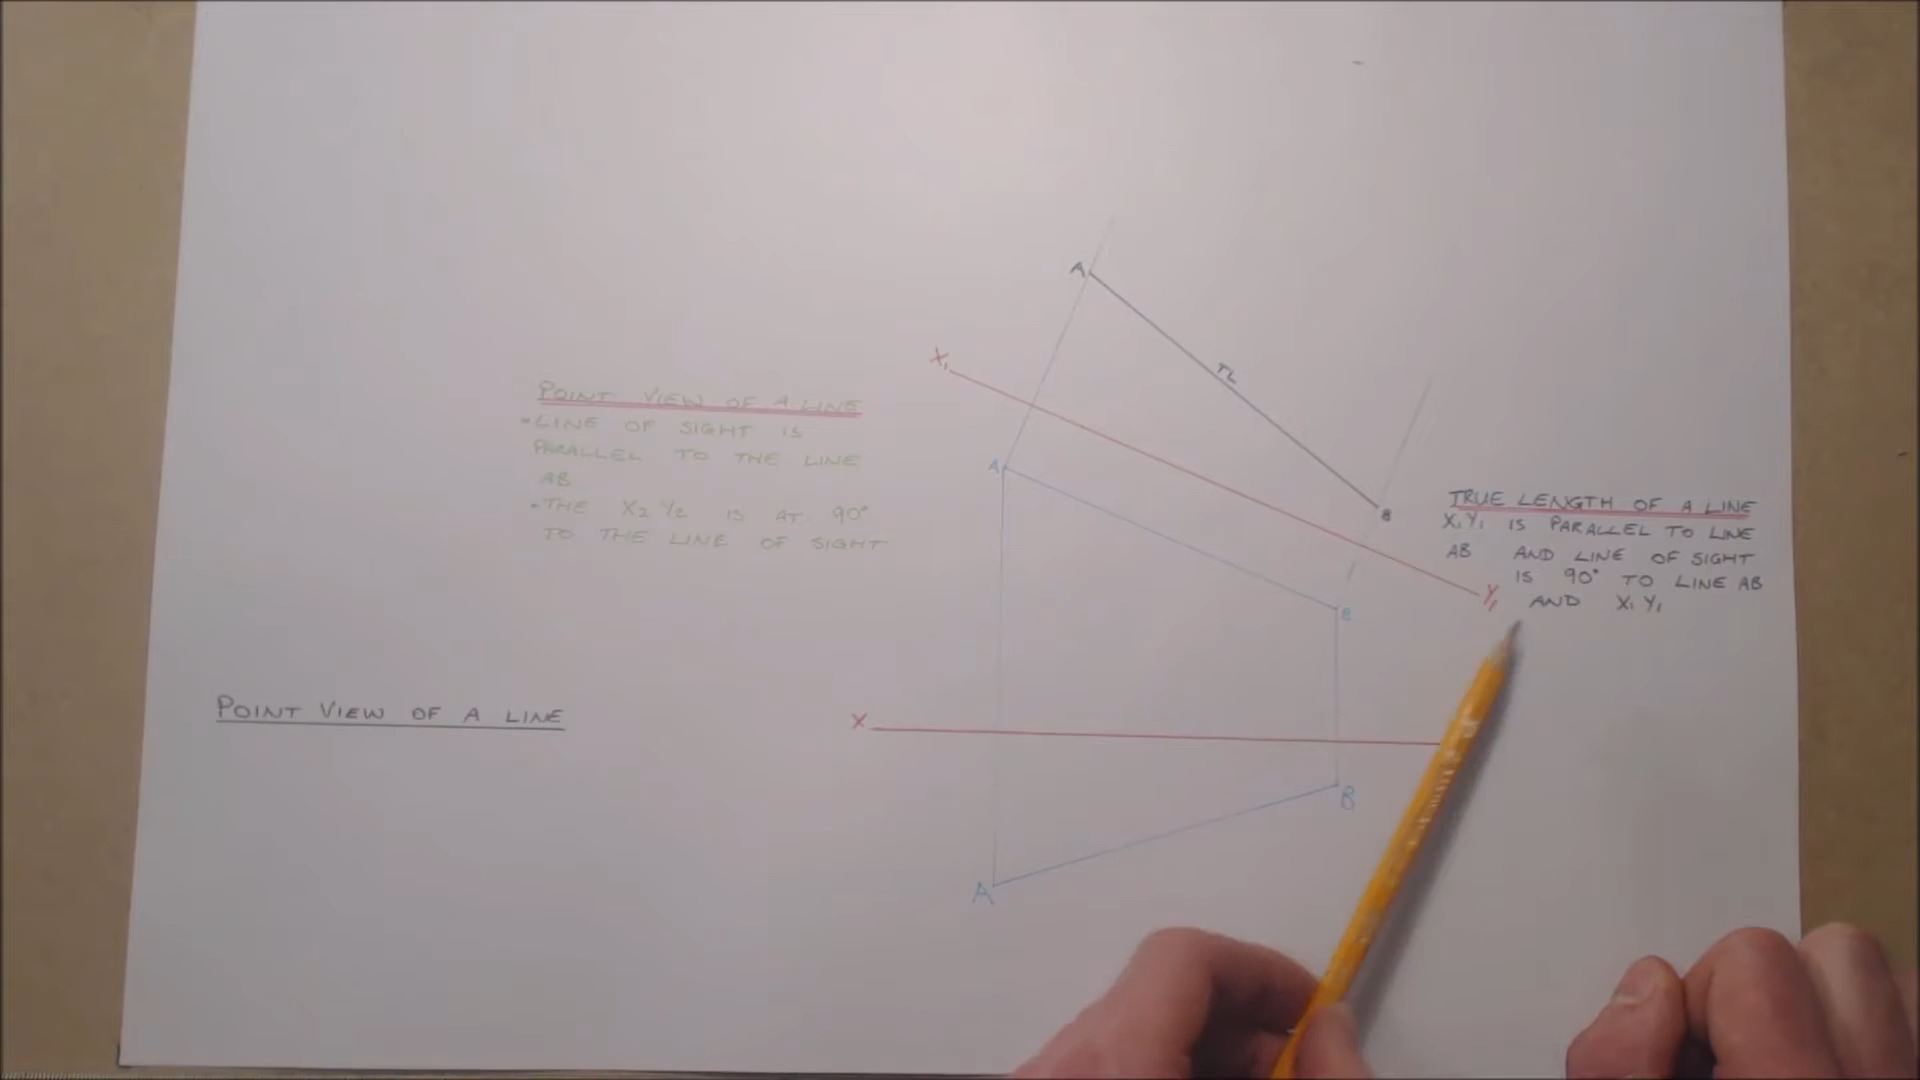 A
TL
X₁
B
POINT VIEW OF A LINE
- LINE OF SIGHT IS
PARALLEL TO THE LINE
AB
- THE X₂ Y₂ IS AT 90°
TO THE LINE OF SIGHT
A
B
TRUE LENGTH OF A LINE
X₁Y₁ IS PARALLEL TO LINE
AB AND LINE OF SIGHT
IS 90° TO LINE AB
AND X₁ Y₁
Y₁
POINT VIEW OF A LINE
X
B
A